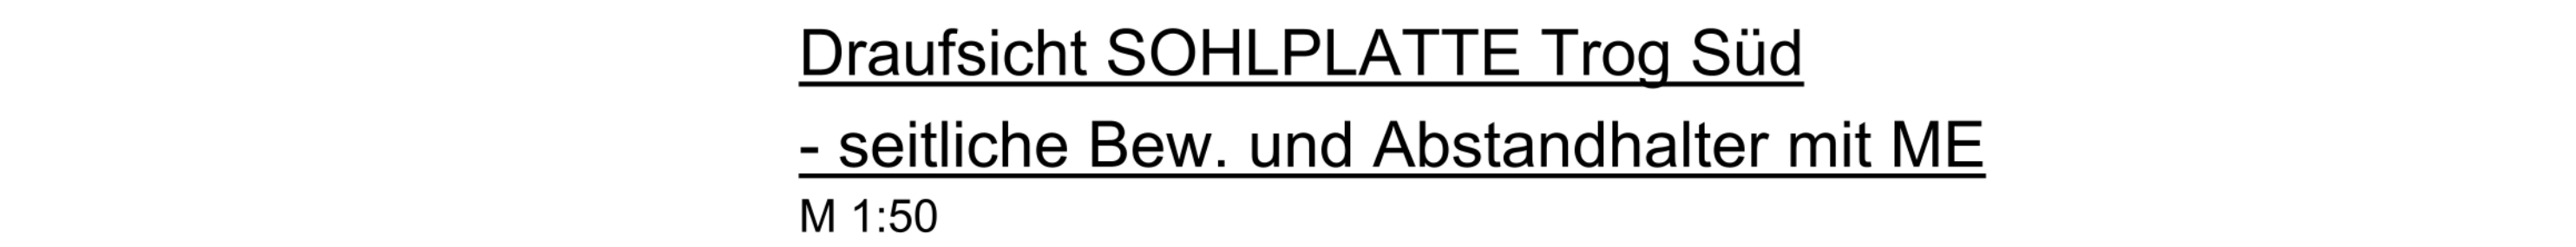 Draufsicht SOHLPLATTE Trog Süd
- seitliche Bew. und Abstandhalter mit ME
M 1:50